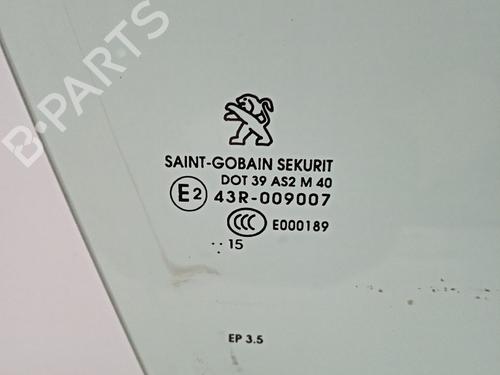 B-PARTS
SAINT-GOBAIN SEKURIT
DOT 39 AS2 M 40
E2 43R-009007
CCC E000189
.. 15
EP 3.5